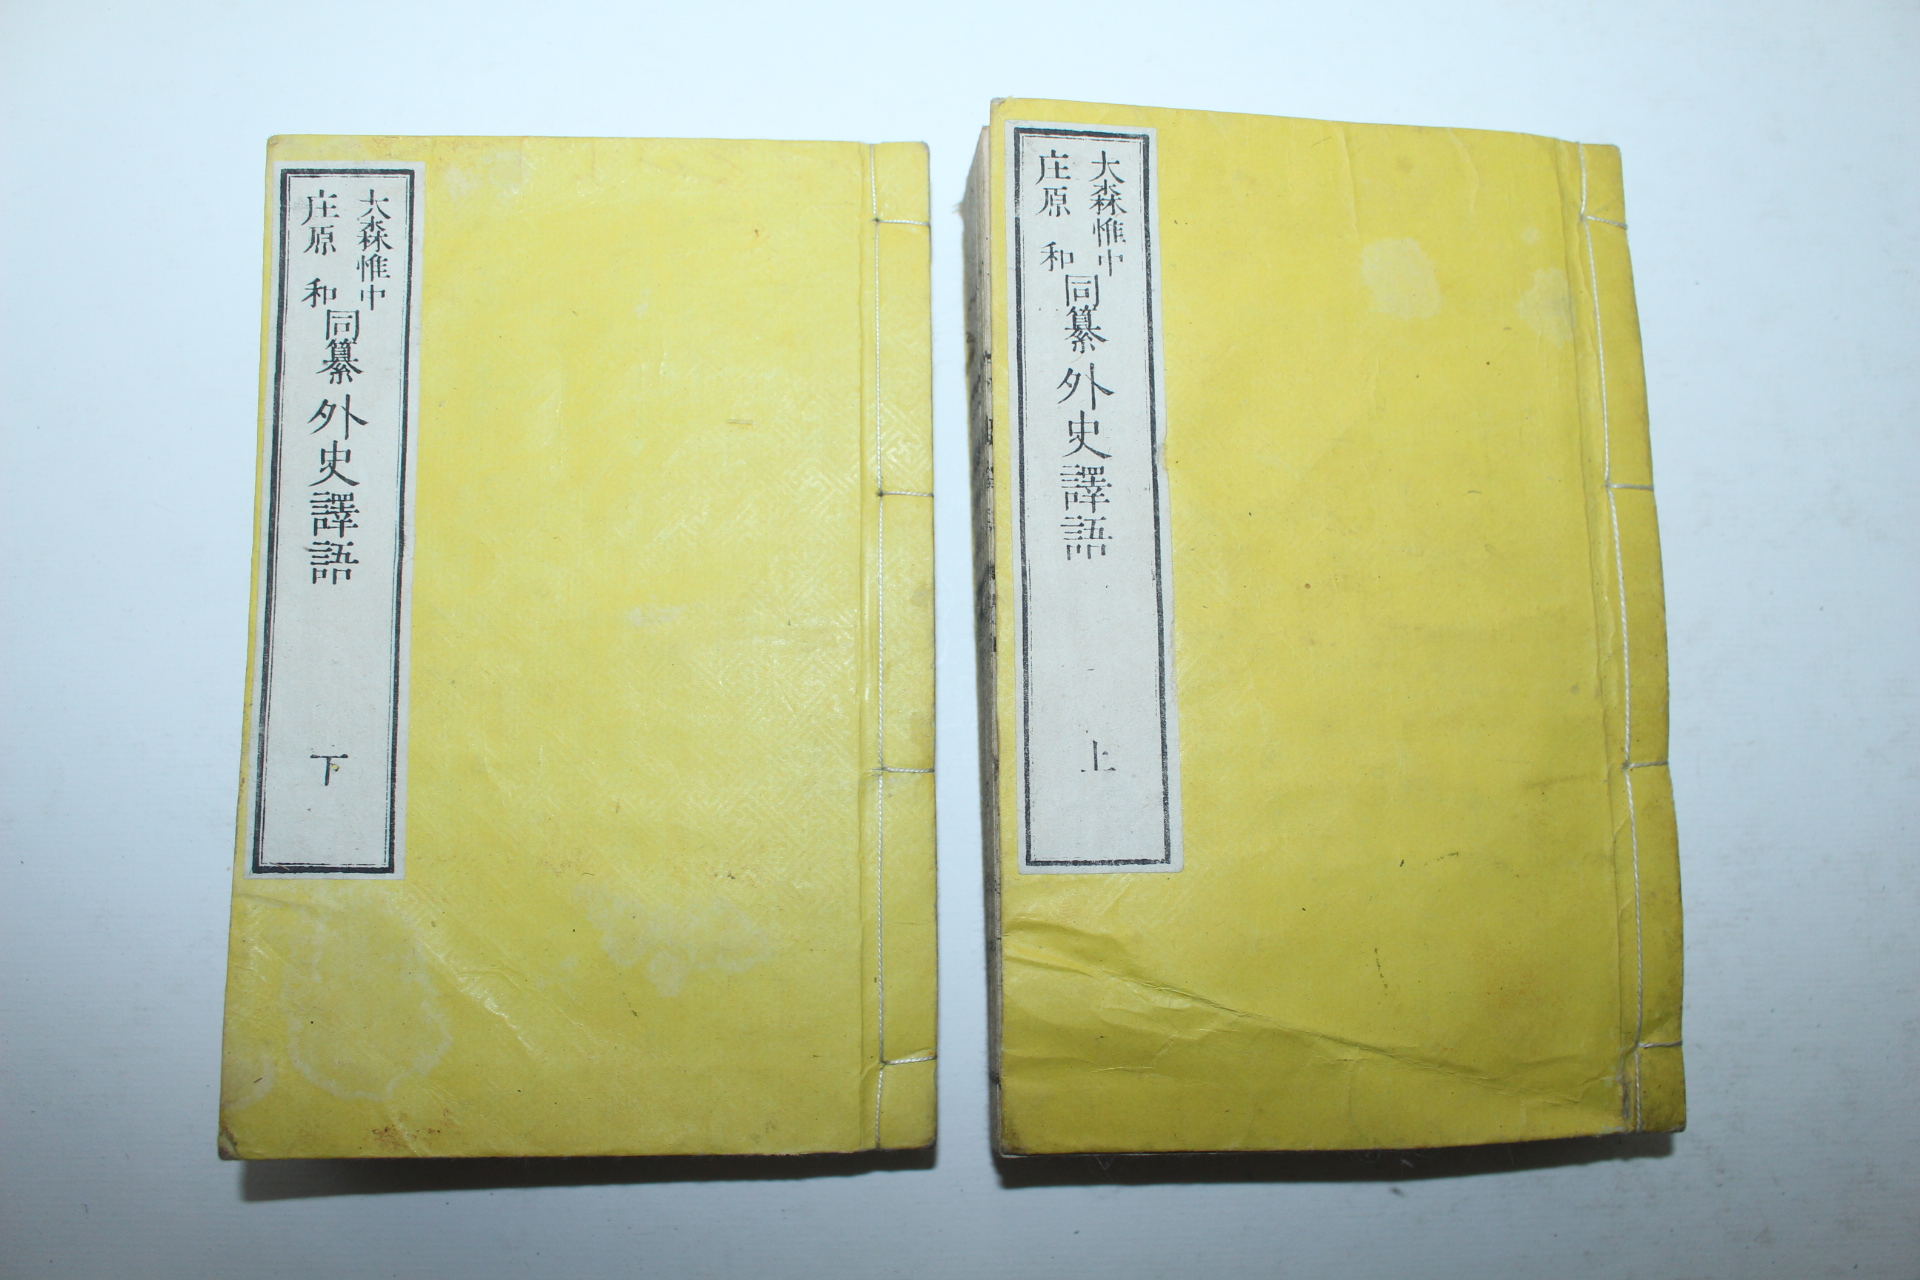 大森惟中
庄原和
同纂
外史譯語
上
大森惟中
庄原和
同纂
外史譯語
下